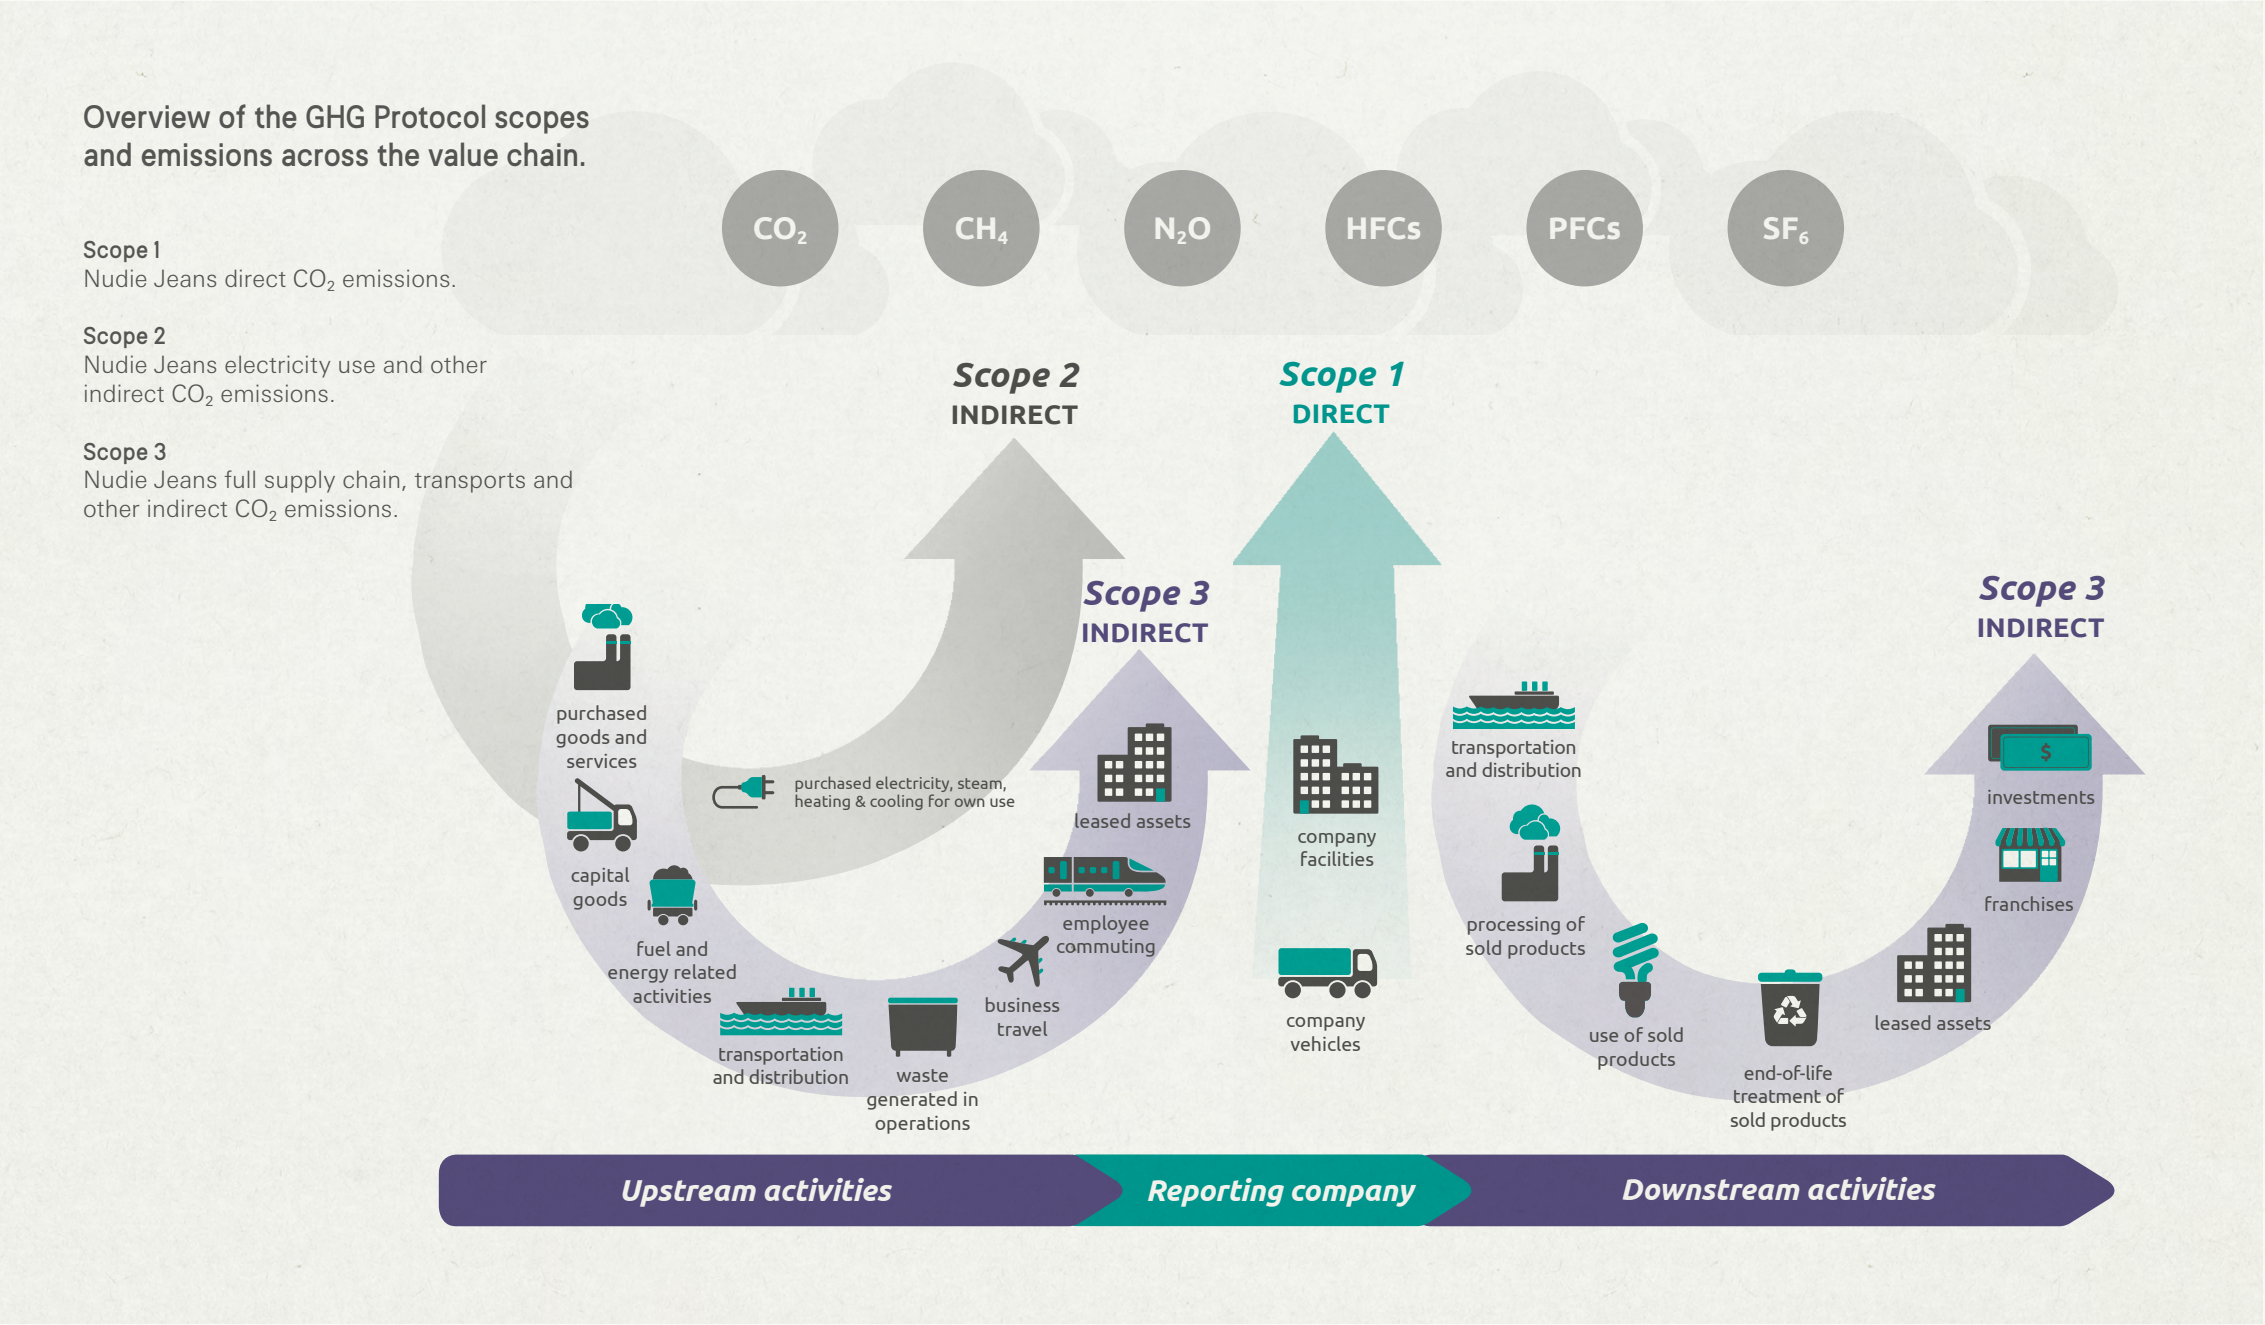 Overview of the GHG Protocol scopes
and emissions across the value chain.
Scope 1
Nudie Jeans direct CO₂ emissions.
Scope 2
Nudie Jeans electricity use and other
indirect CO₂ emissions.
Scope 3
Nudie Jeans full supply chain, transports and
other indirect CO₂ emissions.
CO₂
CH₄
N₂O
HFCs
PFCs
SF₆
Scope 2
INDIRECT
Scope 1
DIRECT
Scope 3
INDIRECT
Scope 3
INDIRECT
purchased
goods and
services
capital
goods
fuel and
energy related
activities
transportation
and distribution
waste
generated in
operations
business
travel
employee
commuting
leased assets
purchased electricity, steam,
heating & cooling for own use
company
facilities
company
vehicles
transportation
and distribution
processing of
sold products
use of sold
products
end-of-life
treatment of
sold products
leased assets
franchises
$
investments
Upstream activities
Reporting company
Downstream activities